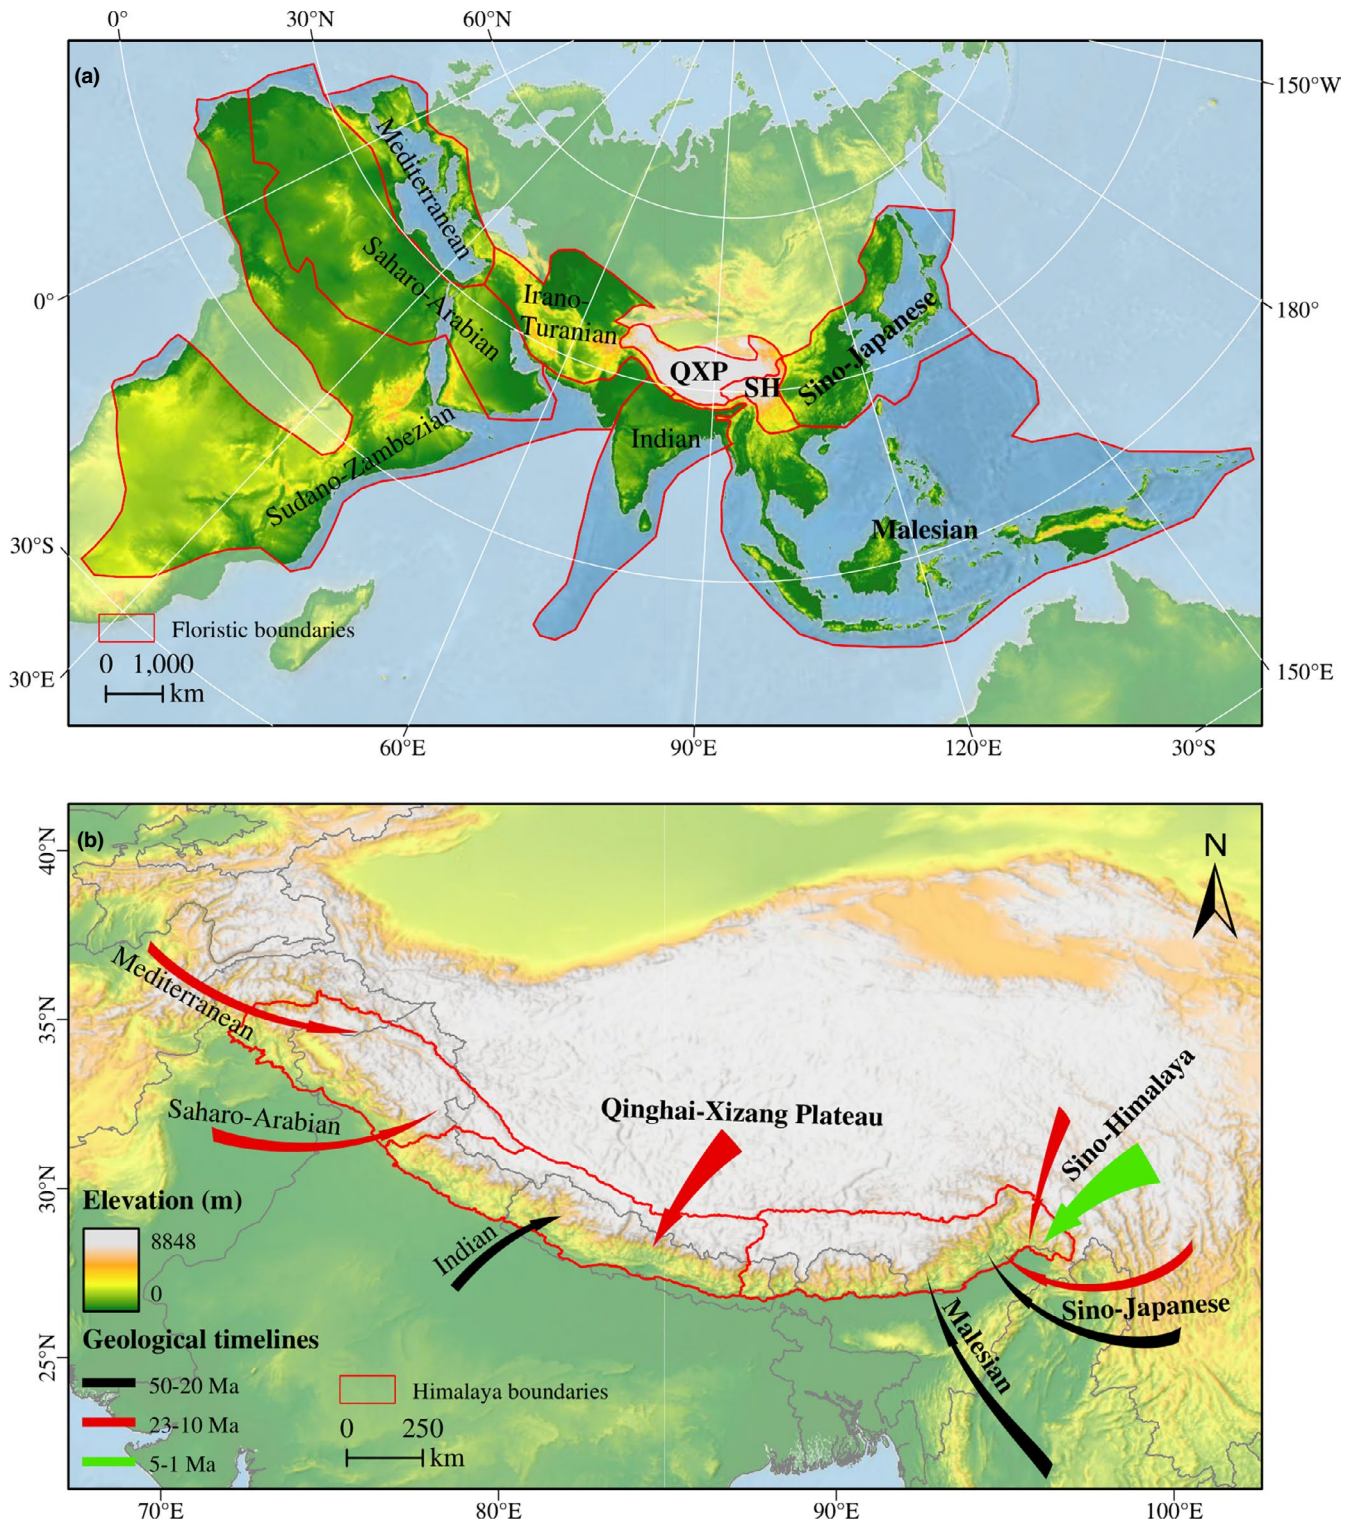 0°
30°N
60°N
(a)
150°W
Mediterranean
Saharo-Arabian
Irano-
Turanian
Sino-Japanese
0°
180°
QXP
SH
Indian
Sudano-Zambezian
Malesian
30°S
Floristic boundaries
0 1,000
km
30°E
150°E
60°E
90°E
120°E
30°S
(b)
40°N
N
Mediterranean
35°N
Sino-Himalaya
Saharo-Arabian
Qinghai-Xizang Plateau
30°N
Elevation (m)
8848
0
Indian
Sino-Japanese
Malesian
Geological timelines
25°N
50-20 Ma
23-10 Ma
5-1 Ma
Himalaya boundaries
0 250
km
70°E
80°E
90°E
100°E